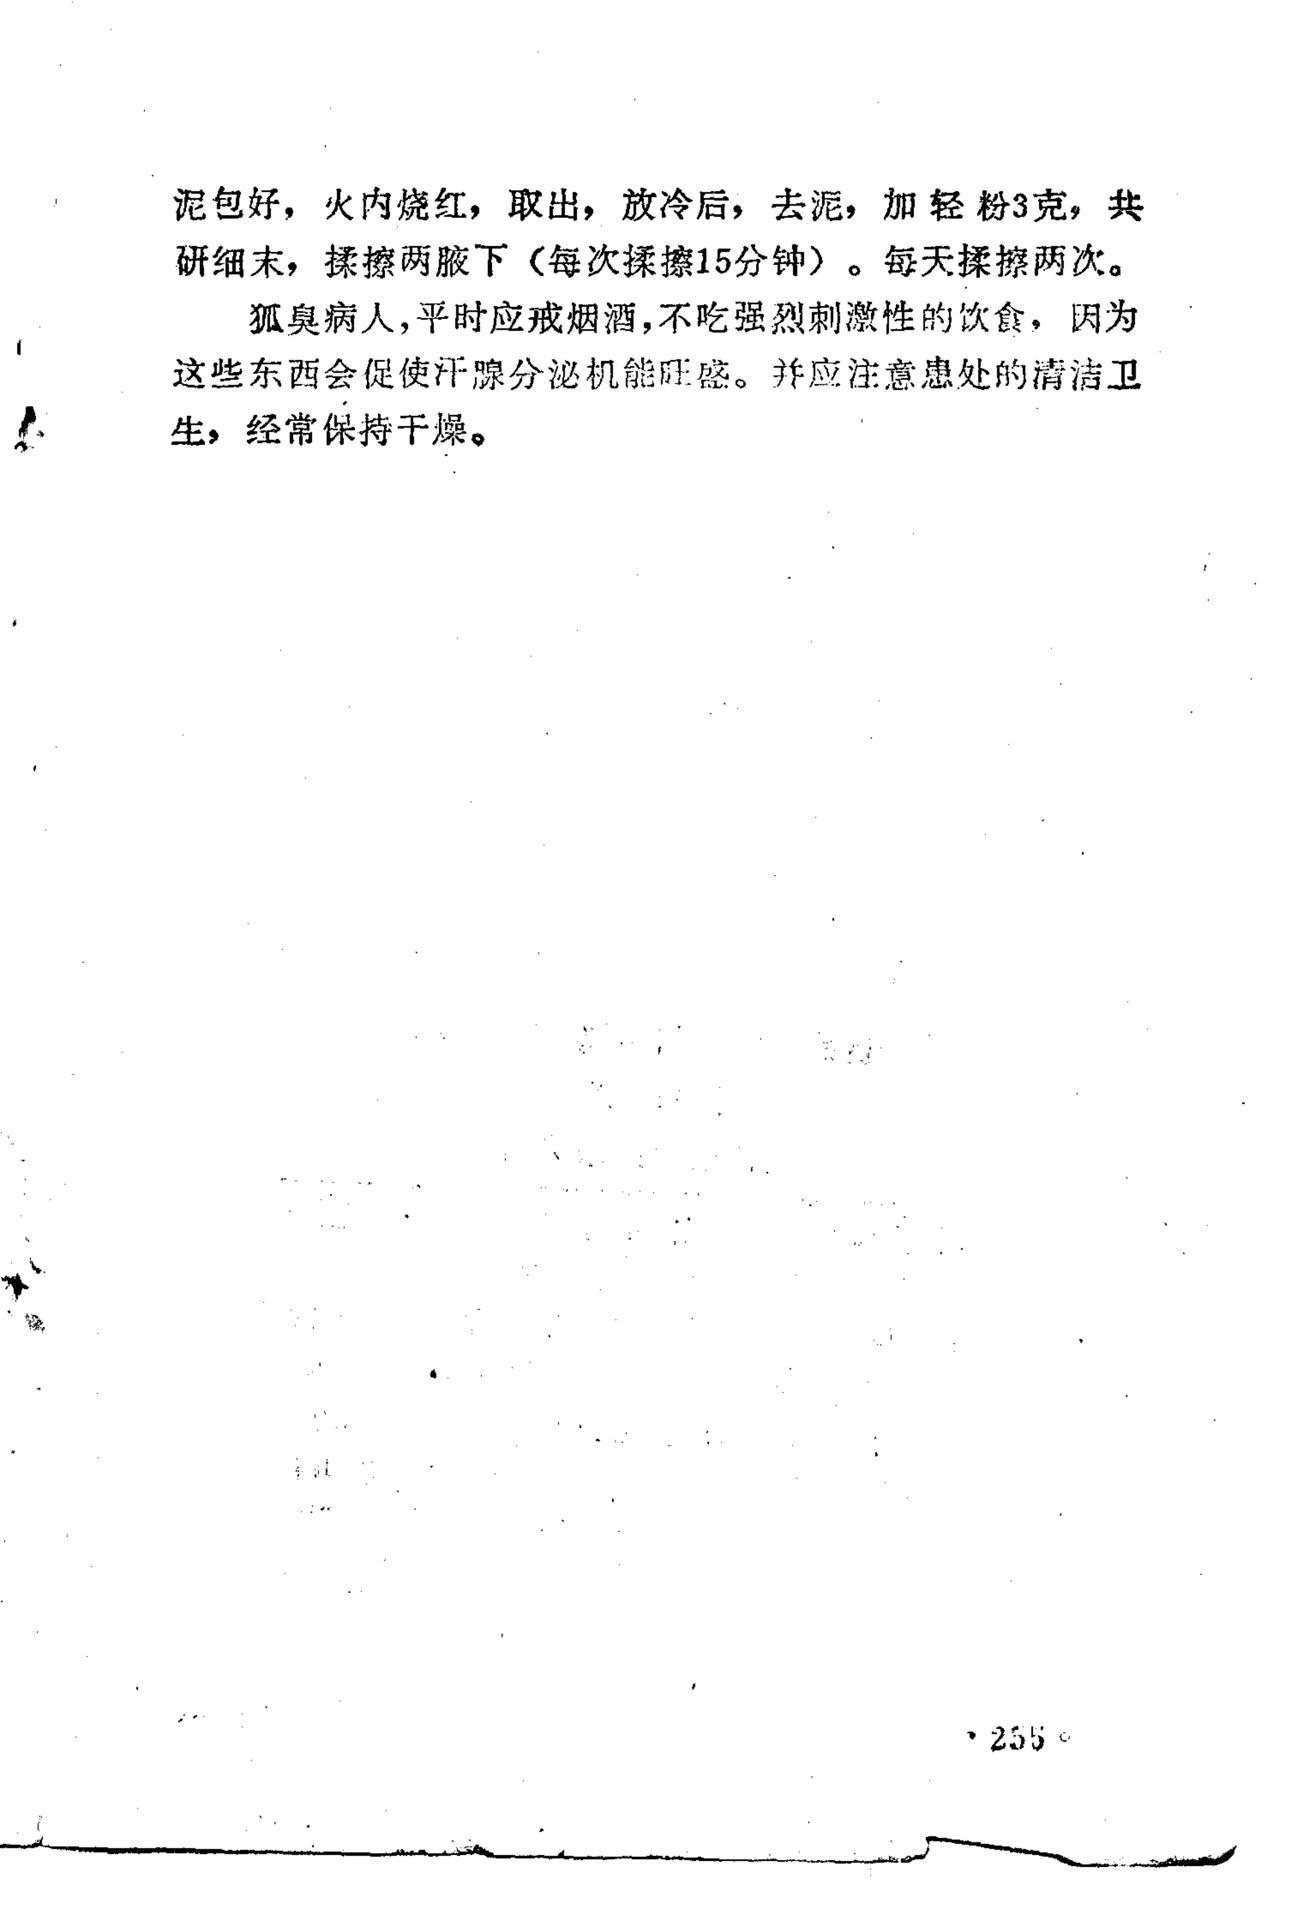 泥包好，火内烧红，取出，放冷后，去泥，加轻粉3克，共
研细末，揉擦两腋下（每次揉擦15分钟）。每天揉擦两次。
狐臭病人，平时应戒烟酒，不吃强烈刺激性的饮食，因为
这些东西会促使汗腺分泌机能旺盛。并应注意患处的清洁卫
生，经常保持干燥。
·255·